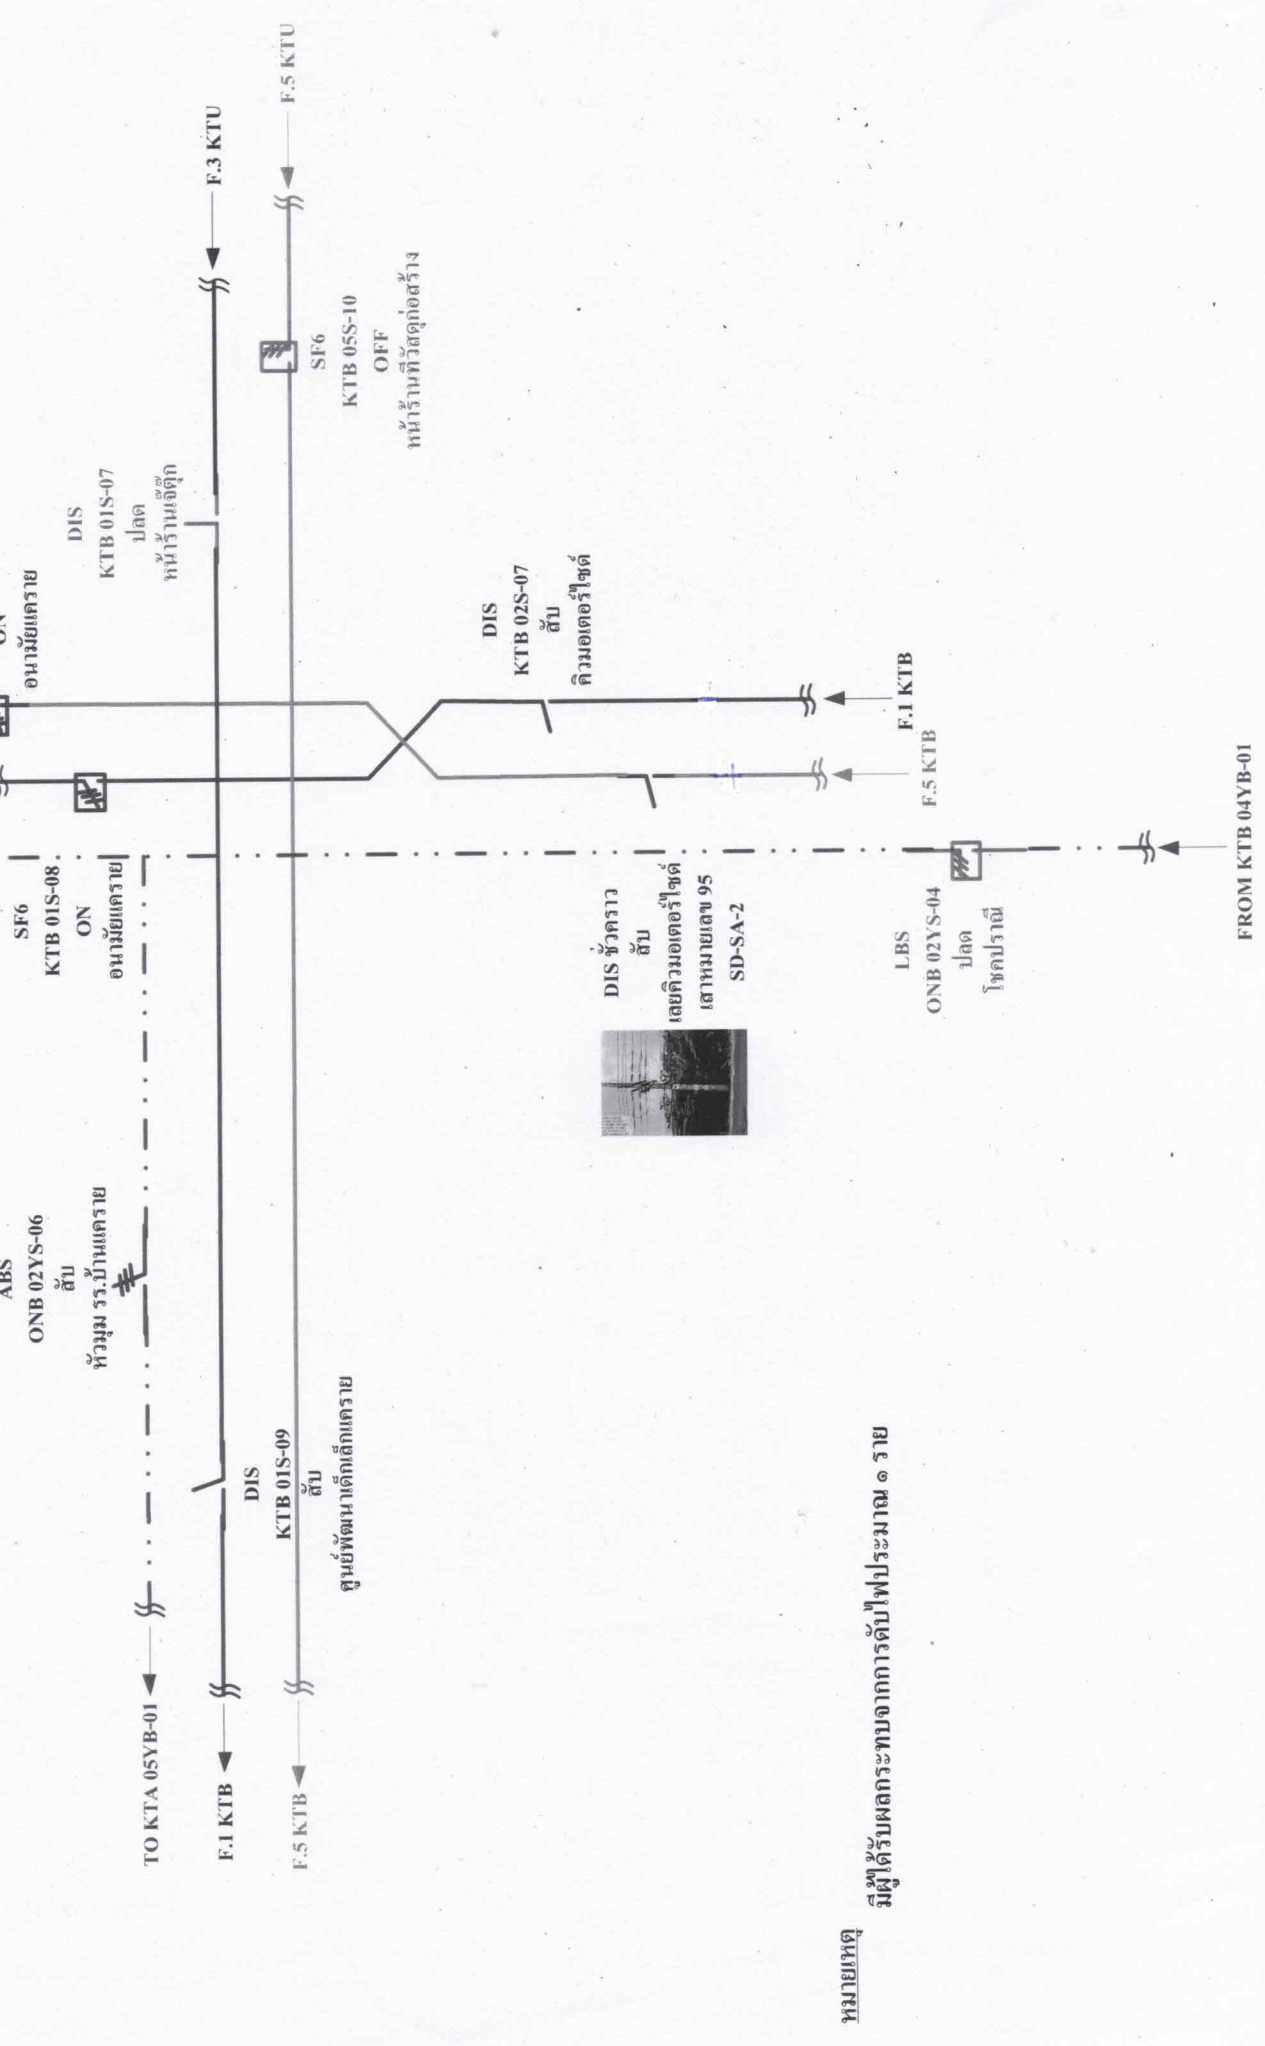 ABS
ONB 02YS-06
สับ
หัวมุม รร.บ้านแคราย
SF6
KTB 01S-08
ON
อนามัยแคราย
ON
อนามัยแคราย
DIS
KTB 01S-07
ปลด
หน้าร้านเจ๊ตุ๊ก
F.3 KTU
F.5 KTU
SF6
KTB 05S-10
OFF
หน้าร้านทีวัสดุก่อสร้าง
TO KTA 05YB-01
F.1 KTB
F.5 KTB
DIS
KTB 01S-09
สับ
ศูนย์พัฒนาเด็กเล็กแคราย
DIS
KTB 02S-07
สับ
คิวมอเตอร์ไซด์
DIS ชั่วคราว
สับ
เลยคิวมอเตอร์ไซด์
เสาหมายเลข 95
SD-SA-2
F.1 KTB
F.5 KTB
LBS
ONB 02YS-04
ปลด
โชคปราณี
FROM KTB 04YB-01
หมายเหตุ
มีผู้ได้รับผลกระทบจากการดับไฟประมาณ ๑ ราย